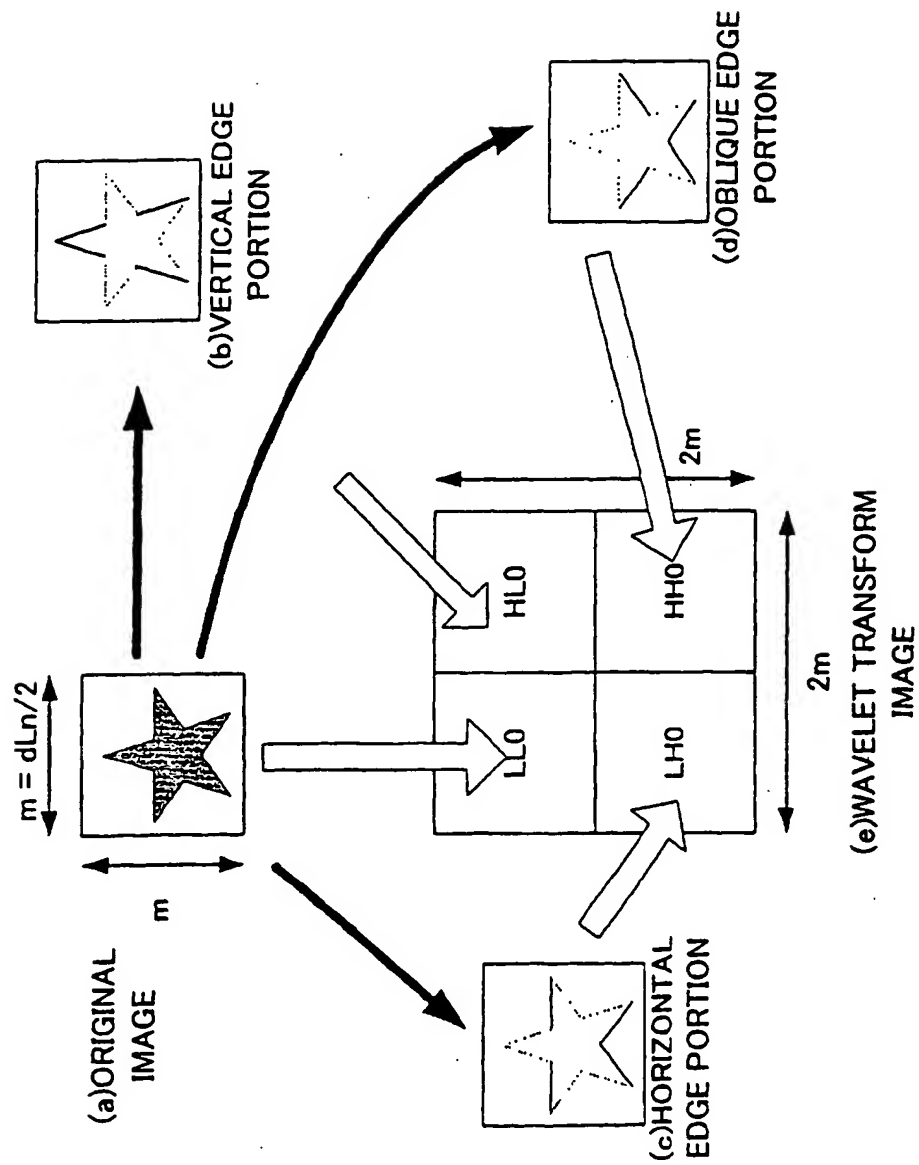 (a)ORIGINAL
IMAGE
m = dLn/2
m
(b)VERTICAL EDGE
PORTION
(c)HORIZONTAL
EDGE PORTION
(d)OBLIQUE EDGE
PORTION
LL0
HL0
LH0
HH0
2m
2m
(e)WAVELET TRANSFORM
IMAGE